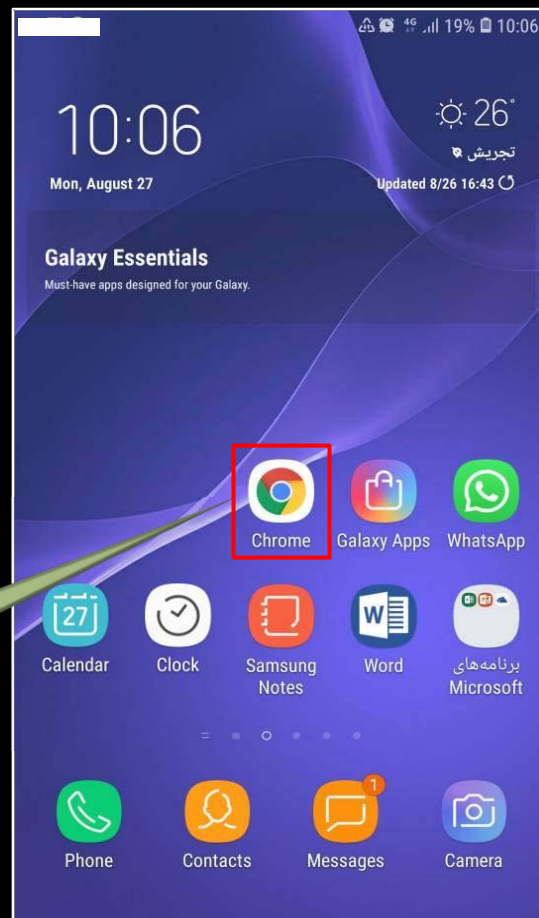 4G 19% 10:06
10:06
26°
تجریش
Mon, August 27
Updated 8/26 16:43
Galaxy Essentials
Must-have apps designed for your Galaxy.
Chrome
Galaxy Apps
WhatsApp
27
W
Calendar
Clock
Samsung
Notes
Word
برنامه‌های
Microsoft
1
Phone
Contacts
Messages
Camera